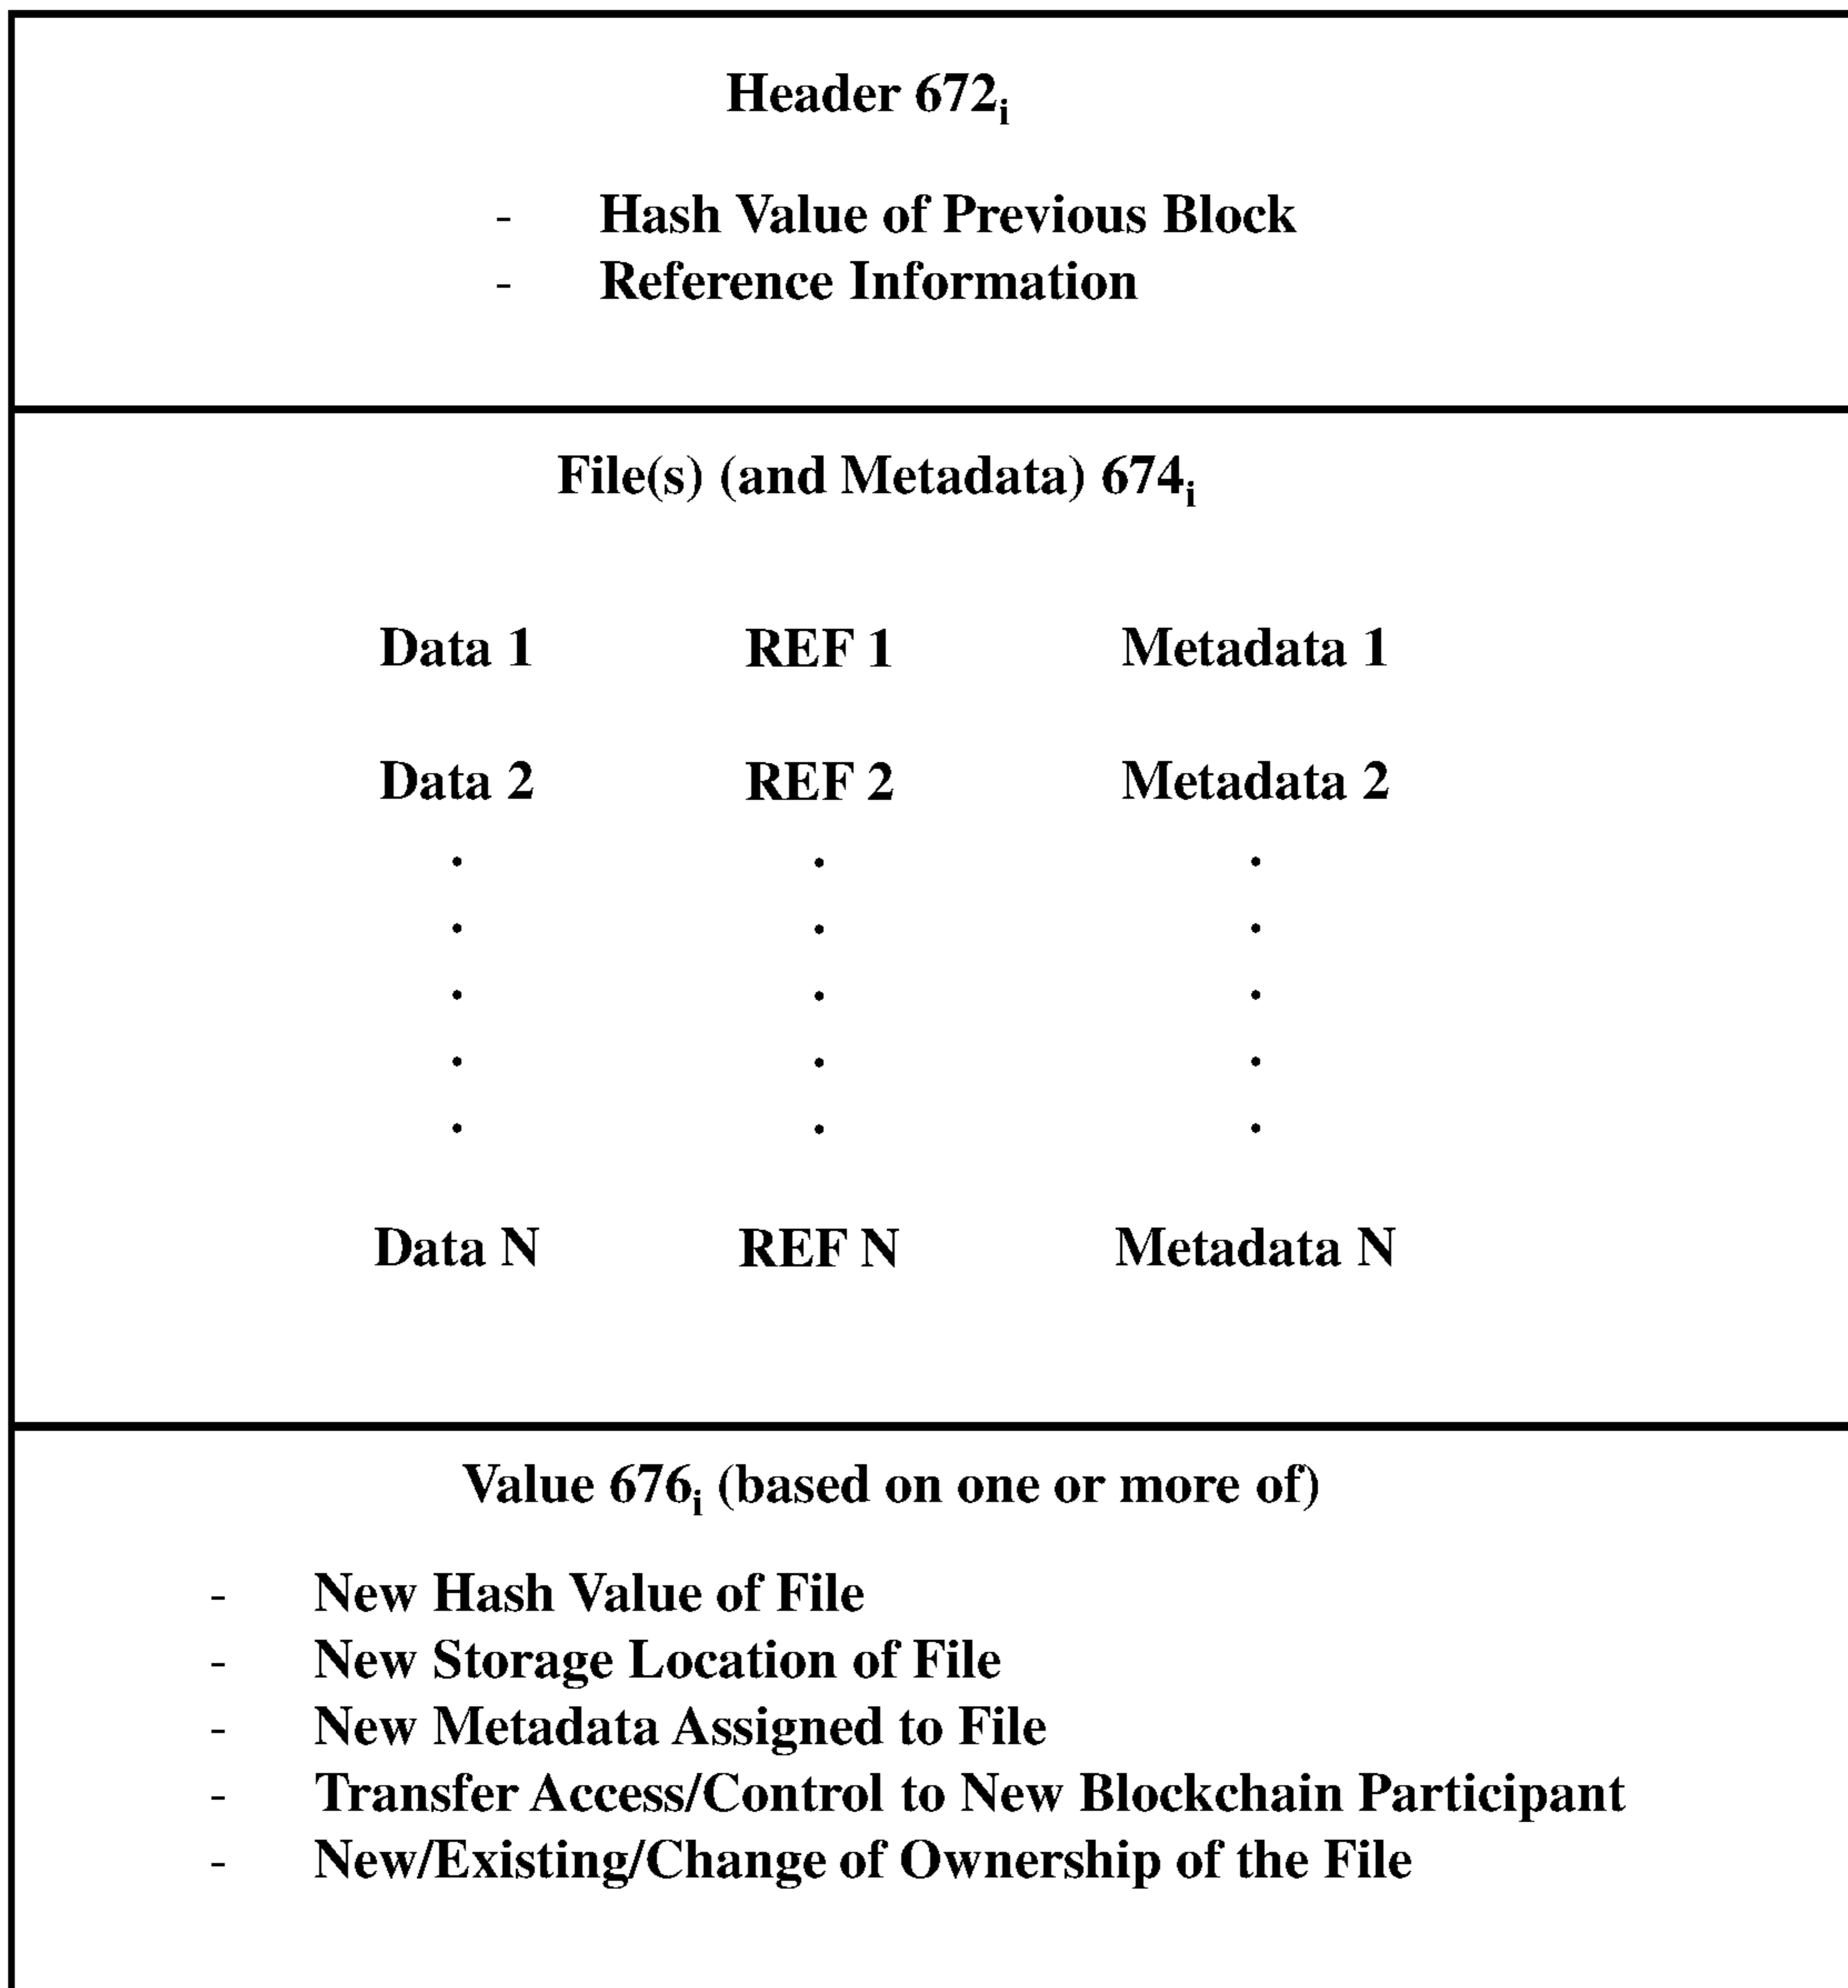 Header 672i
- Hash Value of Previous Block
- Reference Information
File(s) (and Metadata) 674i
Data 1 REF 1 Metadata 1
Data 2 REF 2 Metadata 2
. . .
. . .
. . .
. . .
. . .
Data N REF N Metadata N
Value 676i (based on one or more of)
- New Hash Value of File
- New Storage Location of File
- New Metadata Assigned to File
- Transfer Access/Control to New Blockchain Participant
- New/Existing/Change of Ownership of the File